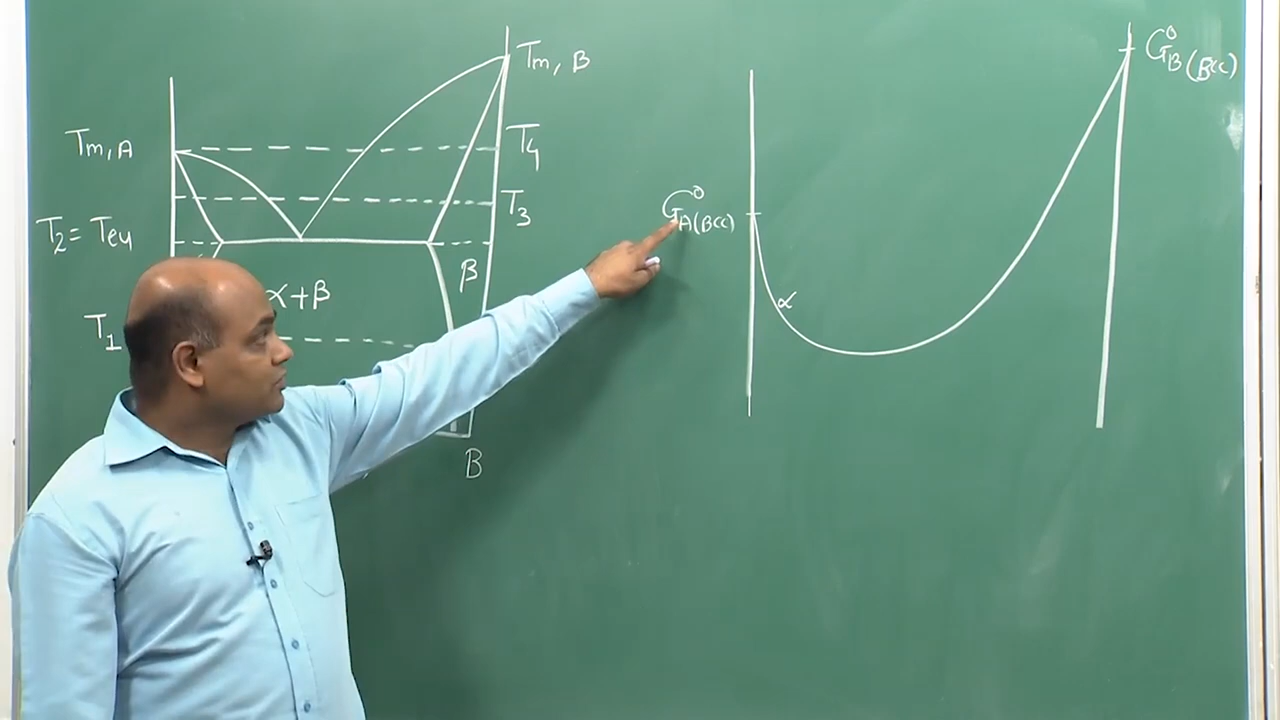 Tm, B
Tm, A
T4
T3
T2 = Teu
β
α+β
T1
B
G°B(BCC)
G°A(BCC)
α